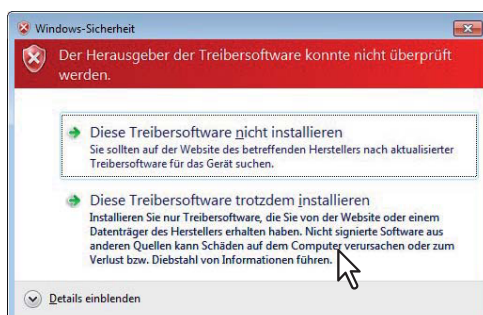 Windows-Sicherheit
Der Herausgeber der Treibersoftware konnte nicht überprüft
werden.
Diese Treibersoftware nicht installieren
Sie sollten auf der Website des betreffenden Herstellers nach aktualisierter
Treibersoftware für das Gerät suchen.
Diese Treibersoftware trotzdem installieren
Installieren Sie nur Treibersoftware, die Sie von der Website oder einem
Datenträger des Herstellers erhalten haben. Nicht signierte Software aus
anderen Quellen kann Schäden auf dem Computer verursachen oder zum
Verlust bzw. Diebstahl von Informationen führen.
Details einblenden